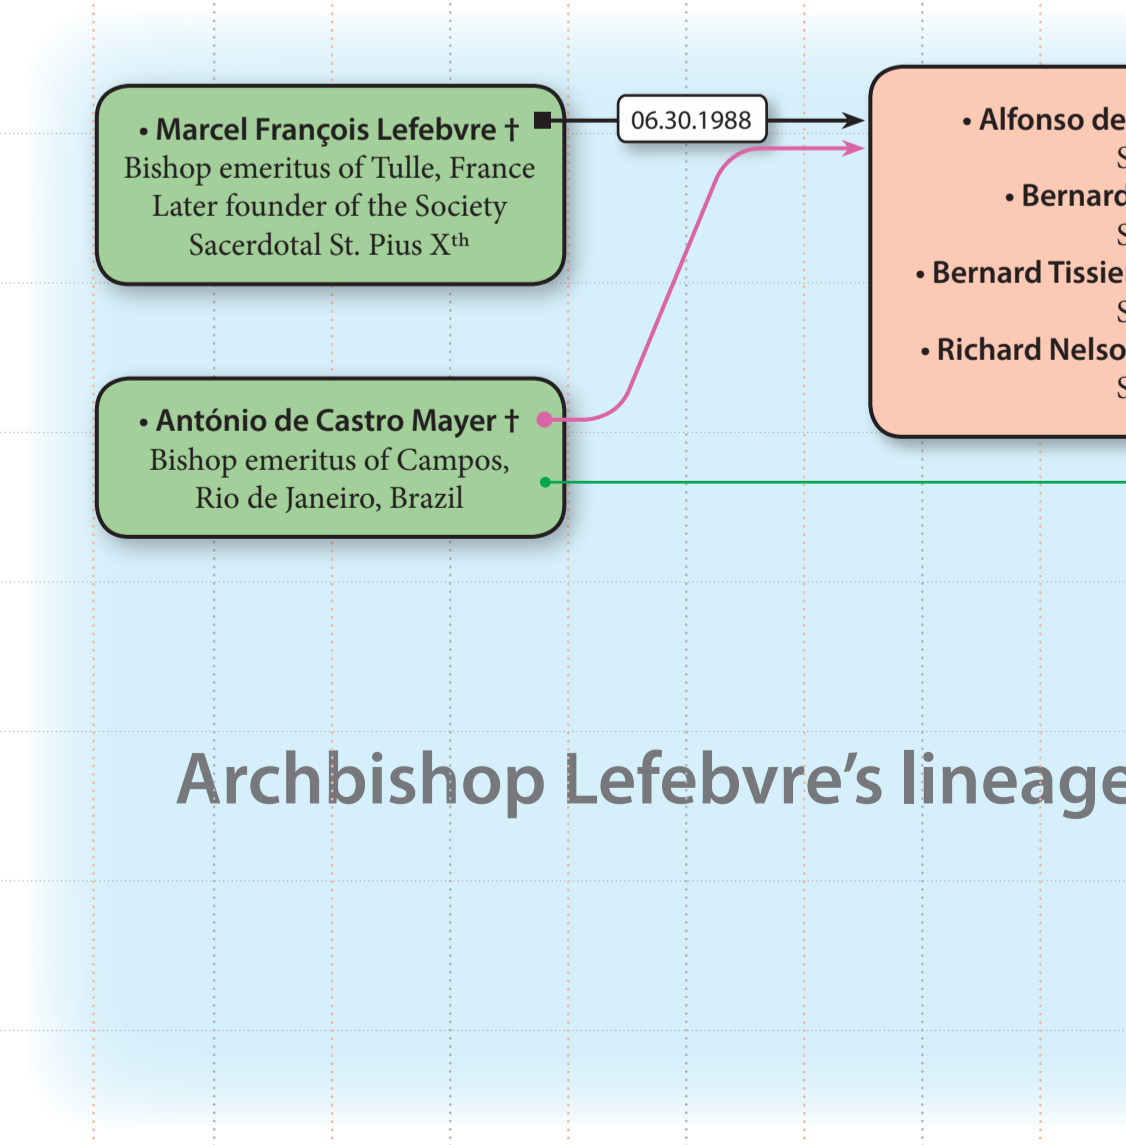 • Marcel François Lefebvre †
Bishop emeritus of Tulle, France
Later founder of the Society
Sacerdotal St. Pius Xᵗʰ
06.30.1988
• Alfonso de
S
• Bernard
S
• Bernard Tissier
S
• Richard Nelso
S
• António de Castro Mayer †
Bishop emeritus of Campos,
Rio de Janeiro, Brazil
Archbishop Lefebvre’s lineage